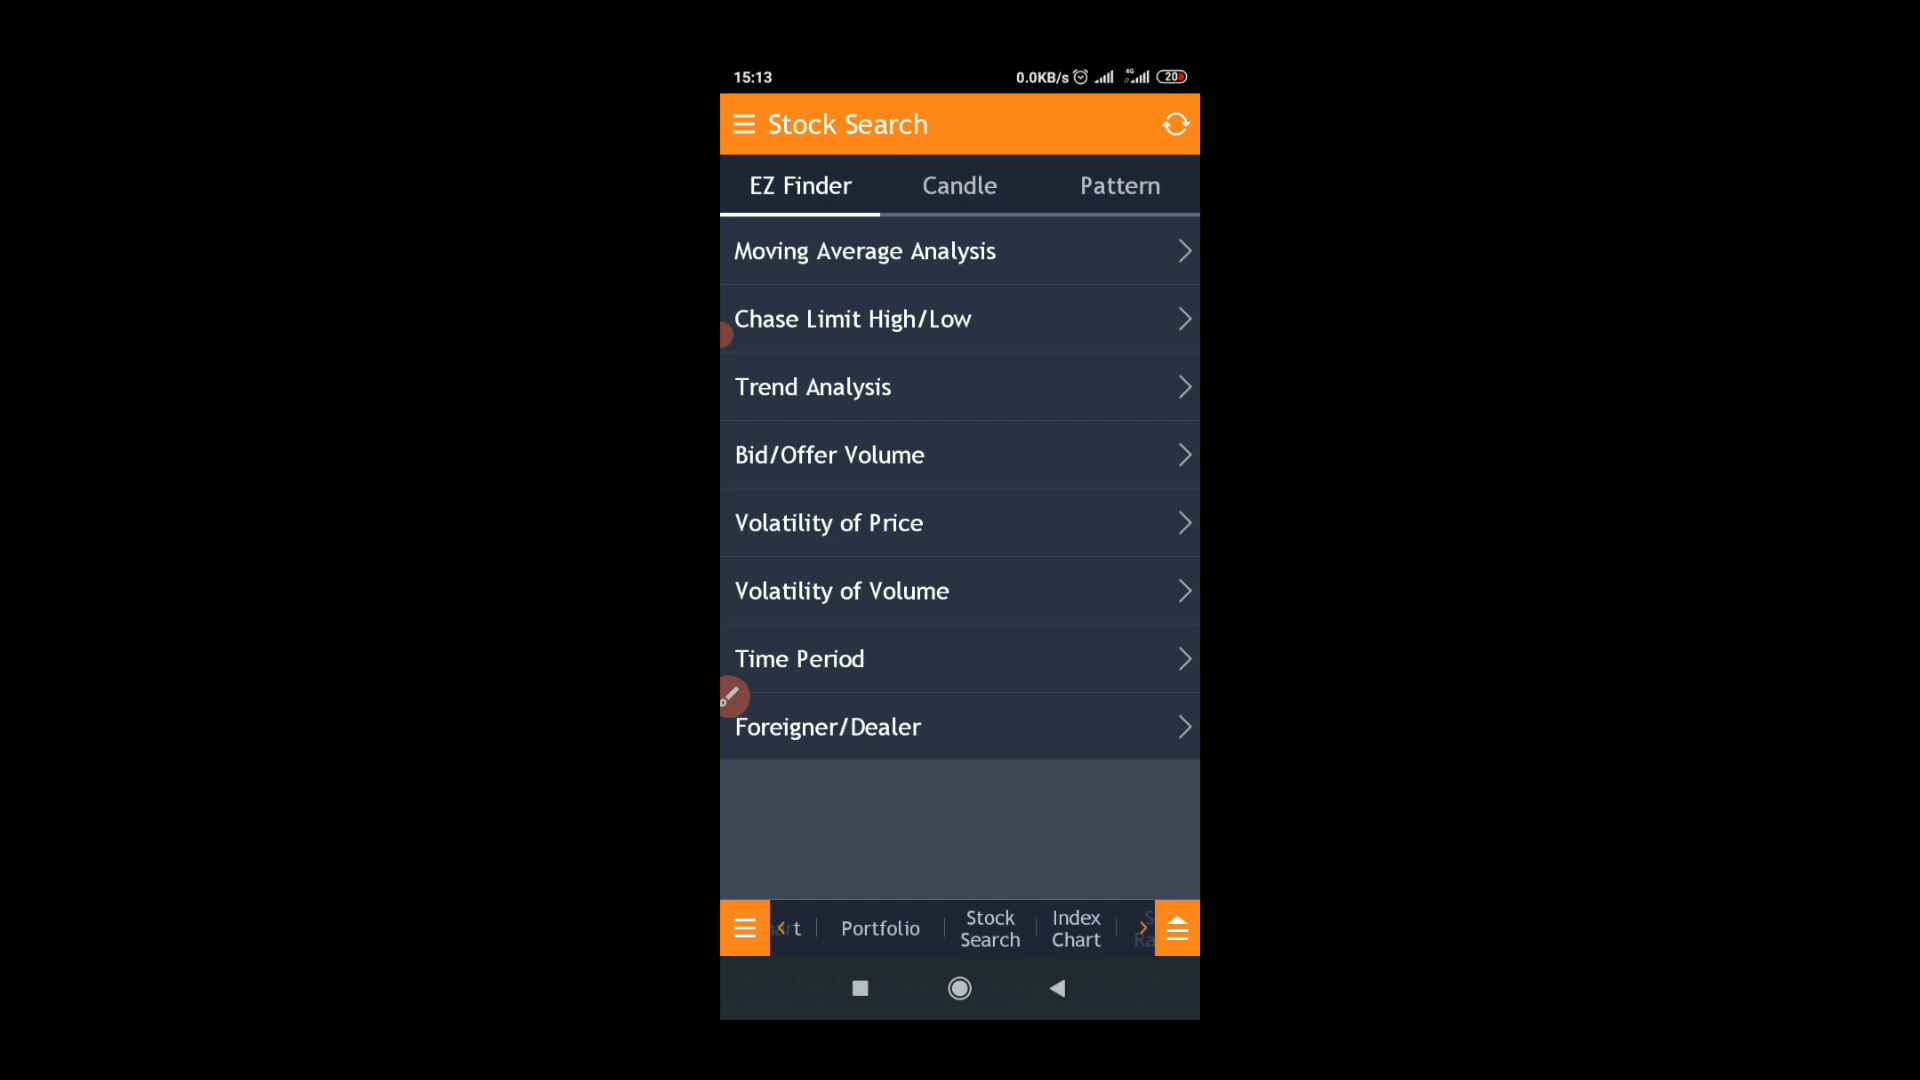 15:13
0.0KB/s 4G 20
Stock Search
EZ Finder Candle Pattern
Moving Average Analysis
Chase Limit High/Low
Trend Analysis
Bid/Offer Volume
Volatility of Price
Volatility of Volume
Time Period
Foreigner/Dealer
t Portfolio
Stock
Search
Index
Chart